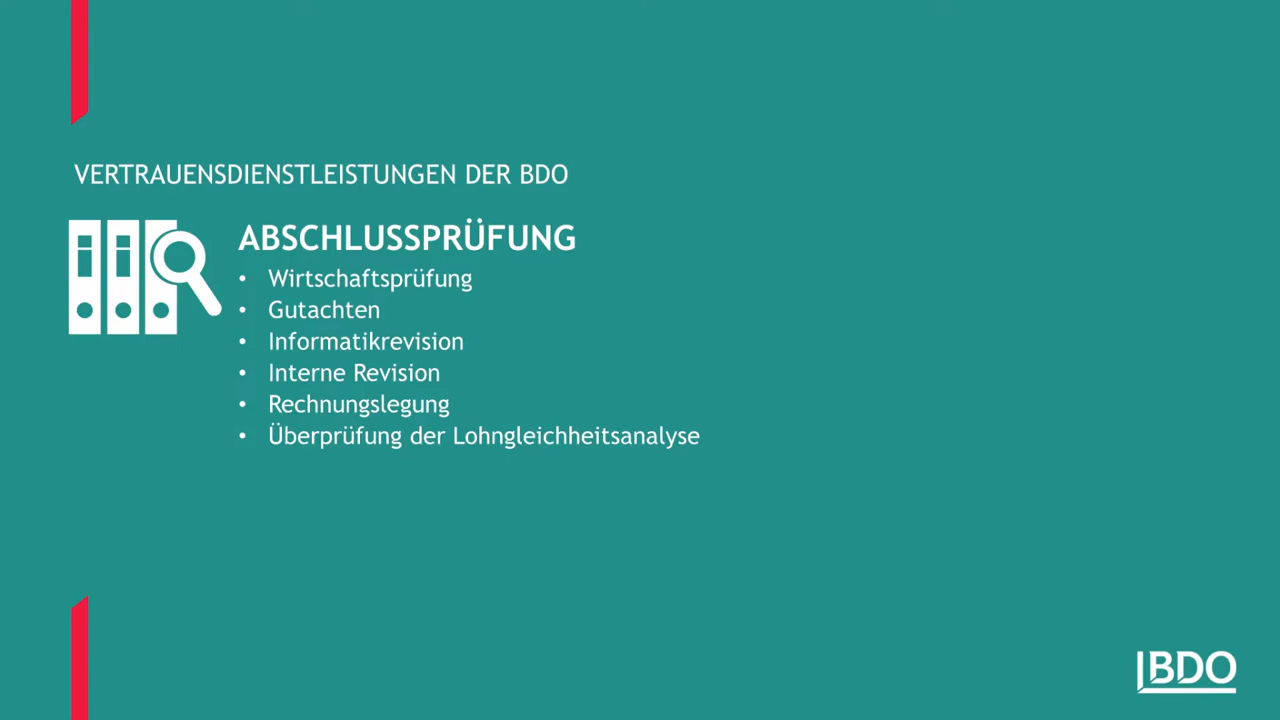 VERTRAUENSDIENSTLEISTUNGEN DER BDO
ABSCHLUSSPRÜFUNG
• Wirtschaftsprüfung
• Gutachten
• Informatikrevision
• Interne Revision
• Rechnungslegung
• Überprüfung der Lohngleichheitsanalyse
BDO